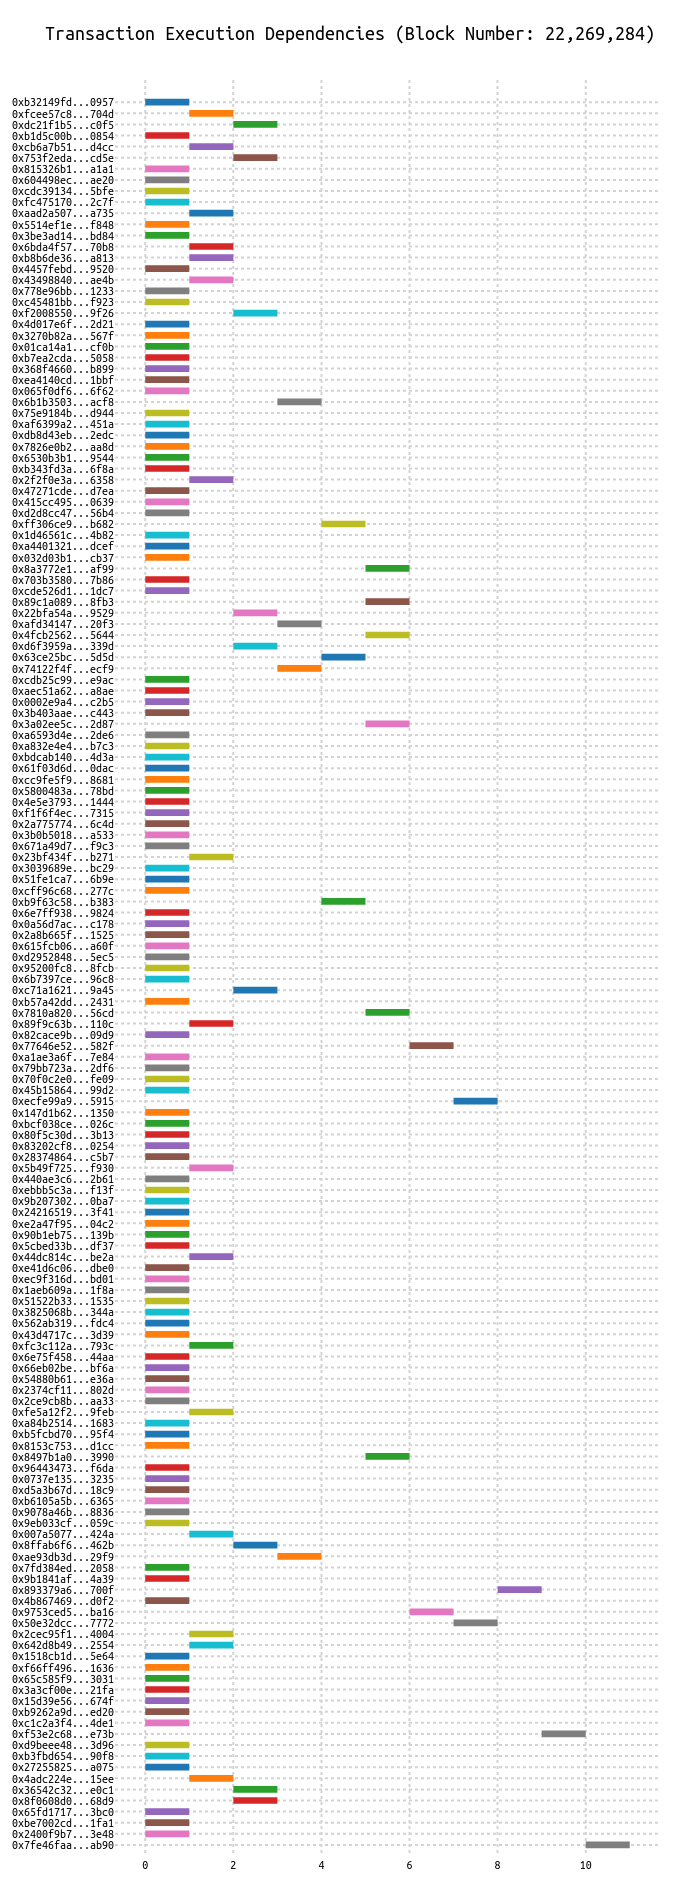 Transaction Execution Dependencies (Block Number: 22,269,284)
0xb32149fd...0957
0xfcee57c8...704d
0xdc21f1b5...c0f5
0xb1d5c00b...0854
0xcb6a7b51...d4cc
0x753f2eda...cd5e
0x815326b1...a1a1
0x604498ec...ae20
0xcdc39134...5bfe
0xfc475170...2c7f
0xaad2a507...a735
0x5514ef1e...f848
0x3be3ad14...bd84
0x6bda4f57...70b8
0xb8b6de36...a813
0x4457febd...9520
0x43498840...ae4b
0x778e96bb...1233
0xc45481bb...f923
0xf2008550...9f26
0x4d017e6f...2d21
0x3270b82a...567f
0x01ca14a1...cf0b
0xb7ea2cda...5058
0x368f4660...b899
0xea4140cd...1bbf
0x065f0df6...6f62
0x6b1b3503...acf8
0x75e9184b...d944
0xaf6399a2...451a
0xdb8d43eb...2edc
0x7826e0b2...aa8d
0x6530b3b1...9544
0xb343fd3a...6f8a
0x2f2f0e3a...6358
0x47271cde...d7ea
0x415cc495...0639
0xd2d8cc47...56b4
0xff306ce9...b682
0x1d46561c...4b82
0xa4401321...dcef
0x032d03b1...cb37
0x8a3772e1...af99
0x703b3580...7b86
0xcde526d1...1dc7
0x89c1a089...8fb3
0x22bfa54a...9529
0xafd34147...20f3
0x4fcb2562...5644
0xd6f3959a...339d
0x63ce25bc...5d5d
0x74122f4f...ecf9
0xcdb25c99...e9ac
0xaec51a62...a8ae
0x0002e9a4...c2b5
0x3b403aae...c443
0x3a02ee5c...2d87
0xa6593d4e...2de6
0xa832e4e4...b7c3
0xbdcab140...4d3a
0x61f03d6d...0dac
0xcc9fe5f9...8681
0x5800483a...78bd
0x4e5e3793...1444
0xf1f6f4ec...7315
0x2a775774...6c4d
0x3b0b5018...a533
0x671a49d7...f9c3
0x23bf434f...b271
0x3039689e...bc29
0x51fe1ca7...6b9e
0xcff96c68...277c
0xb9f63c58...b383
0x6e7ff938...9824
0x0a56d7ac...c178
0x2a8b665f...1525
0x615fcb06...a60f
0xd2952848...5ec5
0x95200fc8...8fcb
0x6b7397ce...96c8
0xc71a1621...9a45
0xb57a42dd...2431
0x7810a820...56cd
0x89f9c63b...110c
0x82cace9b...09d9
0x77646e52...582f
0xa1ae3a6f...7e84
0x79bb723a...2df6
0x70f0c2e0...fe09
0x45b15864...99d2
0xecfe99a9...5915
0x147d1b62...1350
0xbcf038ce...026c
0x80f5c30d...3b13
0x83202cf8...0254
0x28374864...c5b7
0x5b49f725...f930
0x440ae3c6...2b61
0xebbb5c3a...f13f
0x9b207302...0ba7
0x24216519...3f41
0xe2a47f95...04c2
0x90b1eb75...139b
0x5cbed33b...df37
0x44dc814c...be2a
0xe41d6c06...dbe0
0xec9f316d...bd01
0x1aeb609a...1f8a
0x51522b33...1535
0x3825068b...344a
0x562ab319...fdc4
0x43d4717c...3d39
0xfc3c112a...793c
0x6e75f458...44aa
0x66eb02be...bf6a
0x54880b61...e36a
0x2374cf11...802d
0x2ce9cb8b...aa33
0xfe5a12f2...9feb
0xa84b2514...1683
0xb5fcbd70...95f4
0x8153c753...d1cc
0x8497b1a0...3990
0x96443473...f6da
0x0737e135...3235
0xd5a3b67d...18c9
0xb6105a5b...6365
0x9078a46b...8836
0x9eb033cf...059c
0x007a5077...424a
0x8ffab6f6...462b
0xae93db3d...29f9
0x7fd384ed...2058
0x9b1841af...4a39
0x893379a6...700f
0x4b867469...d0f2
0x9753ced5...ba16
0x50e32dcc...7772
0x2cec95f1...4004
0x642d8b49...2554
0x1518cb1d...5e64
0xf66ff496...1636
0x65c585f9...3031
0x3a3cf00e...21fa
0x15d39e56...674f
0xb9262a9d...ed20
0xc1c2a3f4...4de1
0xf53e2c68...e73b
0xd9beee48...3d96
0xb3fbd654...90f8
0x27255825...a075
0x4adc224e...15ee
0x36542c32...e0c1
0x8f0608d0...68d9
0x65fd1717...3bc0
0xbe7002cd...1fa1
0x2400f9b7...3e48
0x7fe46faa...ab90
0 2 4 6 8 10